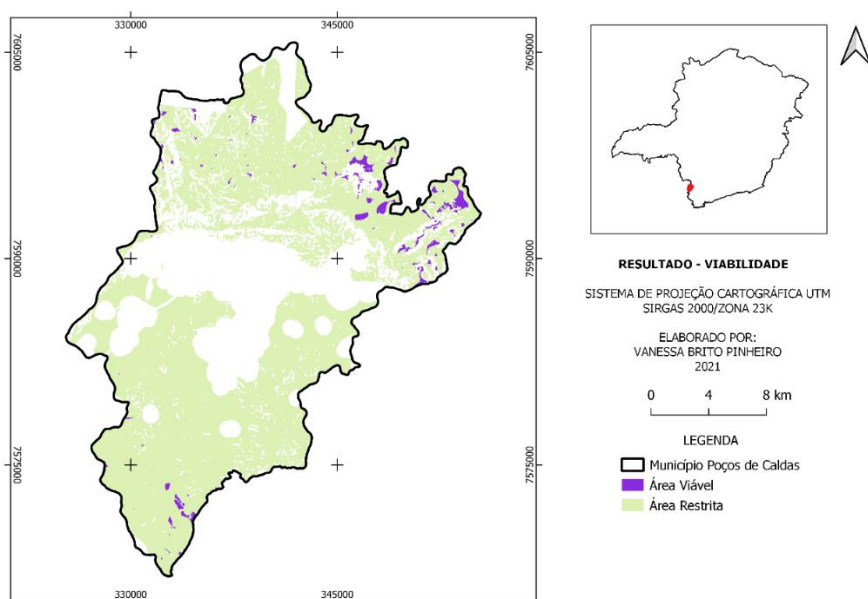 330000
345000
7605000
7605000
7590000
7590000
7575000
7575000
330000
345000
RESULTADO - VIABILIDADE
SISTEMA DE PROJEÇÃO CARTOGRÁFICA UTM
SIRGAS 2000/ZONA 23K
ELABORADO POR:
VANESSA BRITO PINHEIRO
2021
0 4 8 km
LEGENDA
Município Poços de Caldas
Área Viável
Área Restrita